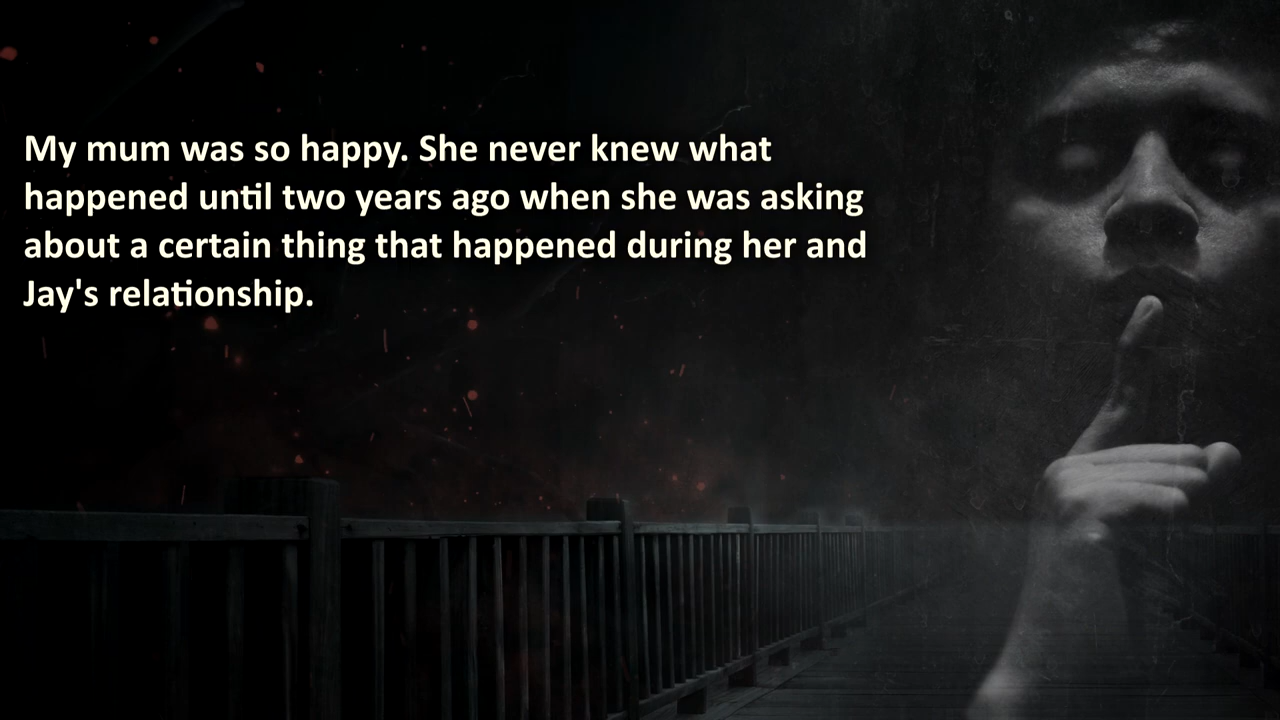 My mum was so happy. She never knew what
happened until two years ago when she was asking
about a certain thing that happened during her and
Jay's relationship.